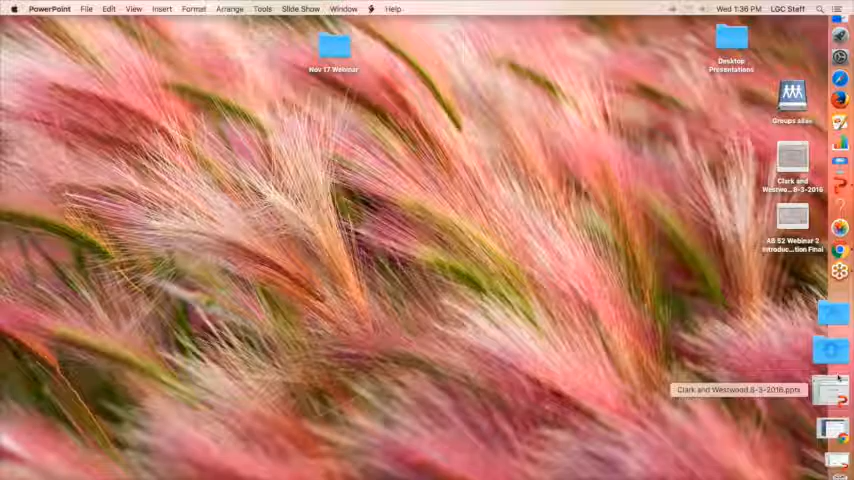 PowerPoint File Edit View Insert Format Arrange Tools Slide Show Window Help Wed 1:36 PM LGC Staff
Nov 17 Webinar
Desktop
Presentations
Groups alias
Clark and
Westwo...8-3-2016
AB 52 Webinar 2
Introduc...tion Final
Clark and Westwood 8-3-2016.pptx